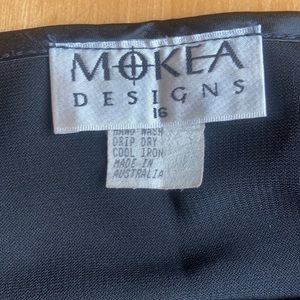 MOKEA
DESIGNS
16
HAND WASH
DRIP DRY
COOL IRON
MADE IN
AUSTRALIA